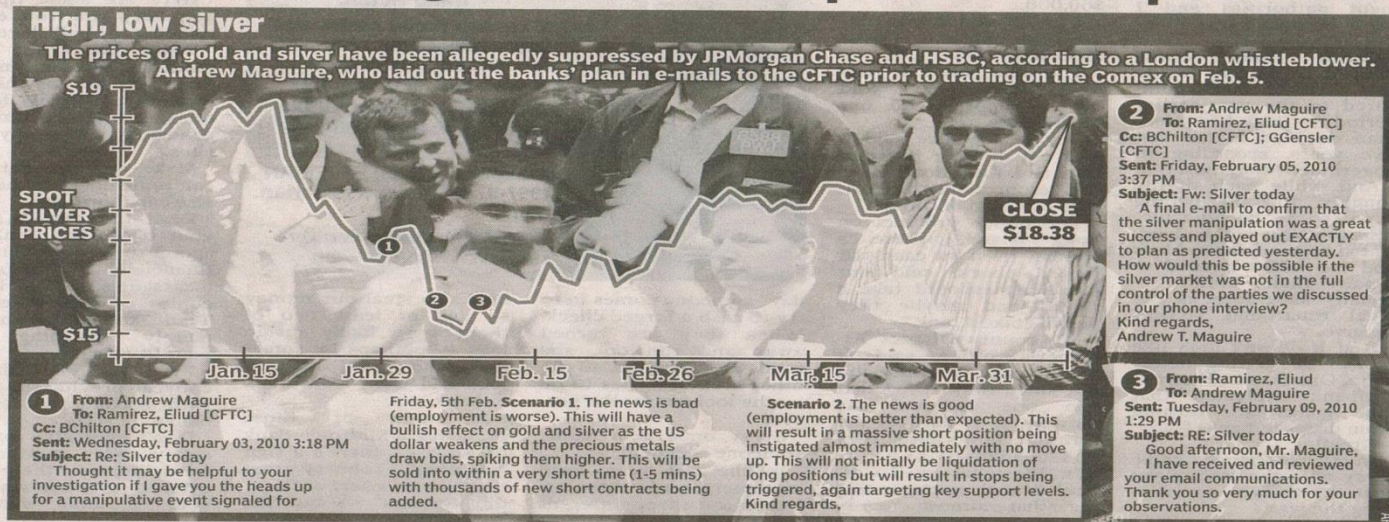 High, low silver
The prices of gold and silver have been allegedly suppressed by JPMorgan Chase and HSBC, according to a London whistleblower.
Andrew Maguire, who laid out the banks' plan in e-mails to the CFTC prior to trading on the Comex on Feb. 5.
$19
SPOT
SILVER
PRICES
$15
1
2
3
CLOSE
$18.38
Jan. 15
Jan. 29
Feb. 15
Feb. 26
Mar. 15
Mar. 31
1
From: Andrew Maguire
To: Ramirez, Eliud [CFTC]
Cc: BChilton [CFTC]
Sent: Wednesday, February 03, 2010 3:18 PM
Subject: Re: Silver today
Thought it may be helpful to your
investigation if I gave you the heads up
for a manipulative event signaled for
Friday, 5th Feb. Scenario 1. The news is bad
(employment is worse). This will have a
bullish effect on gold and silver as the US
dollar weakens and the precious metals
draw bids, spiking them higher. This will be
sold into within a very short time (1-5 mins)
with thousands of new short contracts being
added.
Scenario 2. The news is good
(employment is better than expected). This
will result in a massive short position being
instigated almost immediately with no move
up. This will not initially be liquidation of
long positions but will result in stops being
triggered, again targeting key support levels.
Kind regards,
2
From: Andrew Maguire
To: Ramirez, Eliud [CFTC]
Cc: BChilton [CFTC]; GGensler
[CFTC]
Sent: Friday, February 05, 2010
3:37 PM
Subject: Fw: Silver today
A final e-mail to confirm that
the silver manipulation was a great
success and played out EXACTLY
to plan as predicted yesterday.
How would this be possible if the
silver market was not in the full
control of the parties we discussed
in our phone interview?
Kind regards,
Andrew T. Maguire
3
From: Ramirez, Eliud
To: Andrew Maguire
Sent: Tuesday, February 09, 2010
1:29 PM
Subject: RE: Silver today
Good afternoon, Mr. Maguire,
I have received and reviewed
your email communications.
Thank you so very much for your
observations.